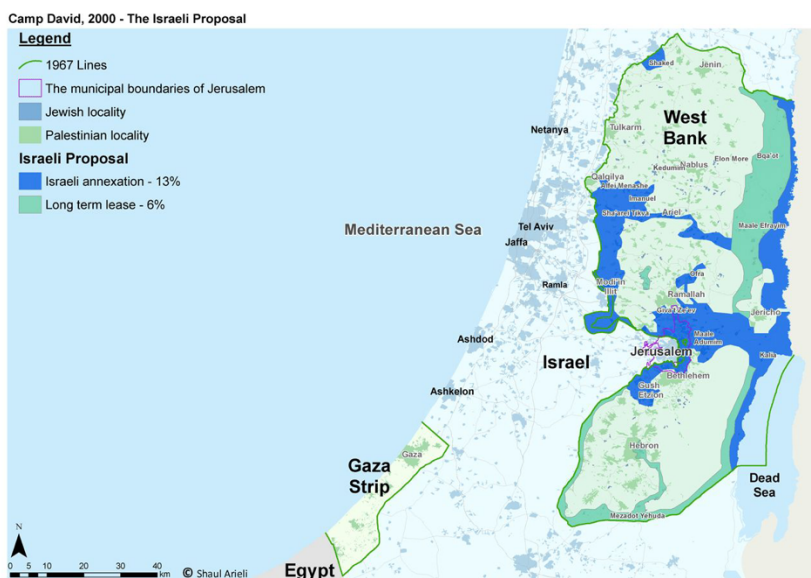 Camp David, 2000 - The Israeli Proposal
Legend
1967 Lines
The municipal boundaries of Jerusalem
Jewish locality
Palestinian locality
Israeli Proposal
Israeli annexation - 13%
Long term lease - 6%
Shaked
Jenin
West
Bank
Netanya
Tulkarm
Elon More
Bqa'ot
Kedumim
Nablus
Qalqilya
Alfei Menashe
Imanuel
Sha'arei Tikva
Ariel
Maale Efrayim
Mediterranean Sea
Tel Aviv
Jaffa
Ofra
Modi'in
Illit
Ramla
Ramallah
Giva't Ze'ev
Jericho
Ashdod
Maale
Adumim
Israel
Jerusalem
Kalia
Bethlehem
Ashkelon
Gush
Etzion
Hebron
Gaza
Gaza
Strip
Dead
Sea
Mezadot Yehuda
N
0 5 10 20 30 40
km
© Shaul Arieli
Egypt